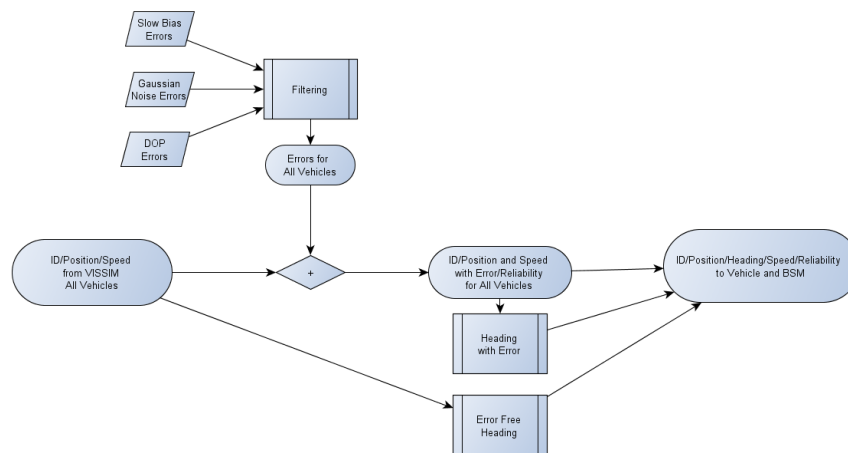 Slow Bias
Errors
Gaussian
Noise Errors
DOP
Errors
Filtering
Errors for
All Vehicles
ID/Position/Speed
from VISSIM
All Vehicles
+
ID/Position and Speed
with Error/Reliability
for All Vehicles
ID/Position/Heading/Speed/Reliability
to Vehicle and BSM
Heading
with Error
Error Free
Heading